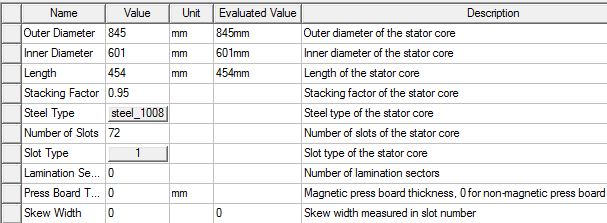 Name Value Unit Evaluated Value Description
Outer Diameter 845 mm 845mm Outer diameter of the stator core
Inner Diameter 601 mm 601mm Inner diameter of the stator core
Length 454 mm 454mm Length of the stator core
Stacking Factor 0.95 Stacking factor of the stator core
Steel Type steel_1008 Steel type of the stator core
Number of Slots 72 Number of slots of the stator core
Slot Type 1 Slot type of the stator core
Lamination Se... 0 Number of lamination sectors
Press Board T... 0 mm Magnetic press board thickness, 0 for non-magnetic press board
Skew Width 0 0 Skew width measured in slot number